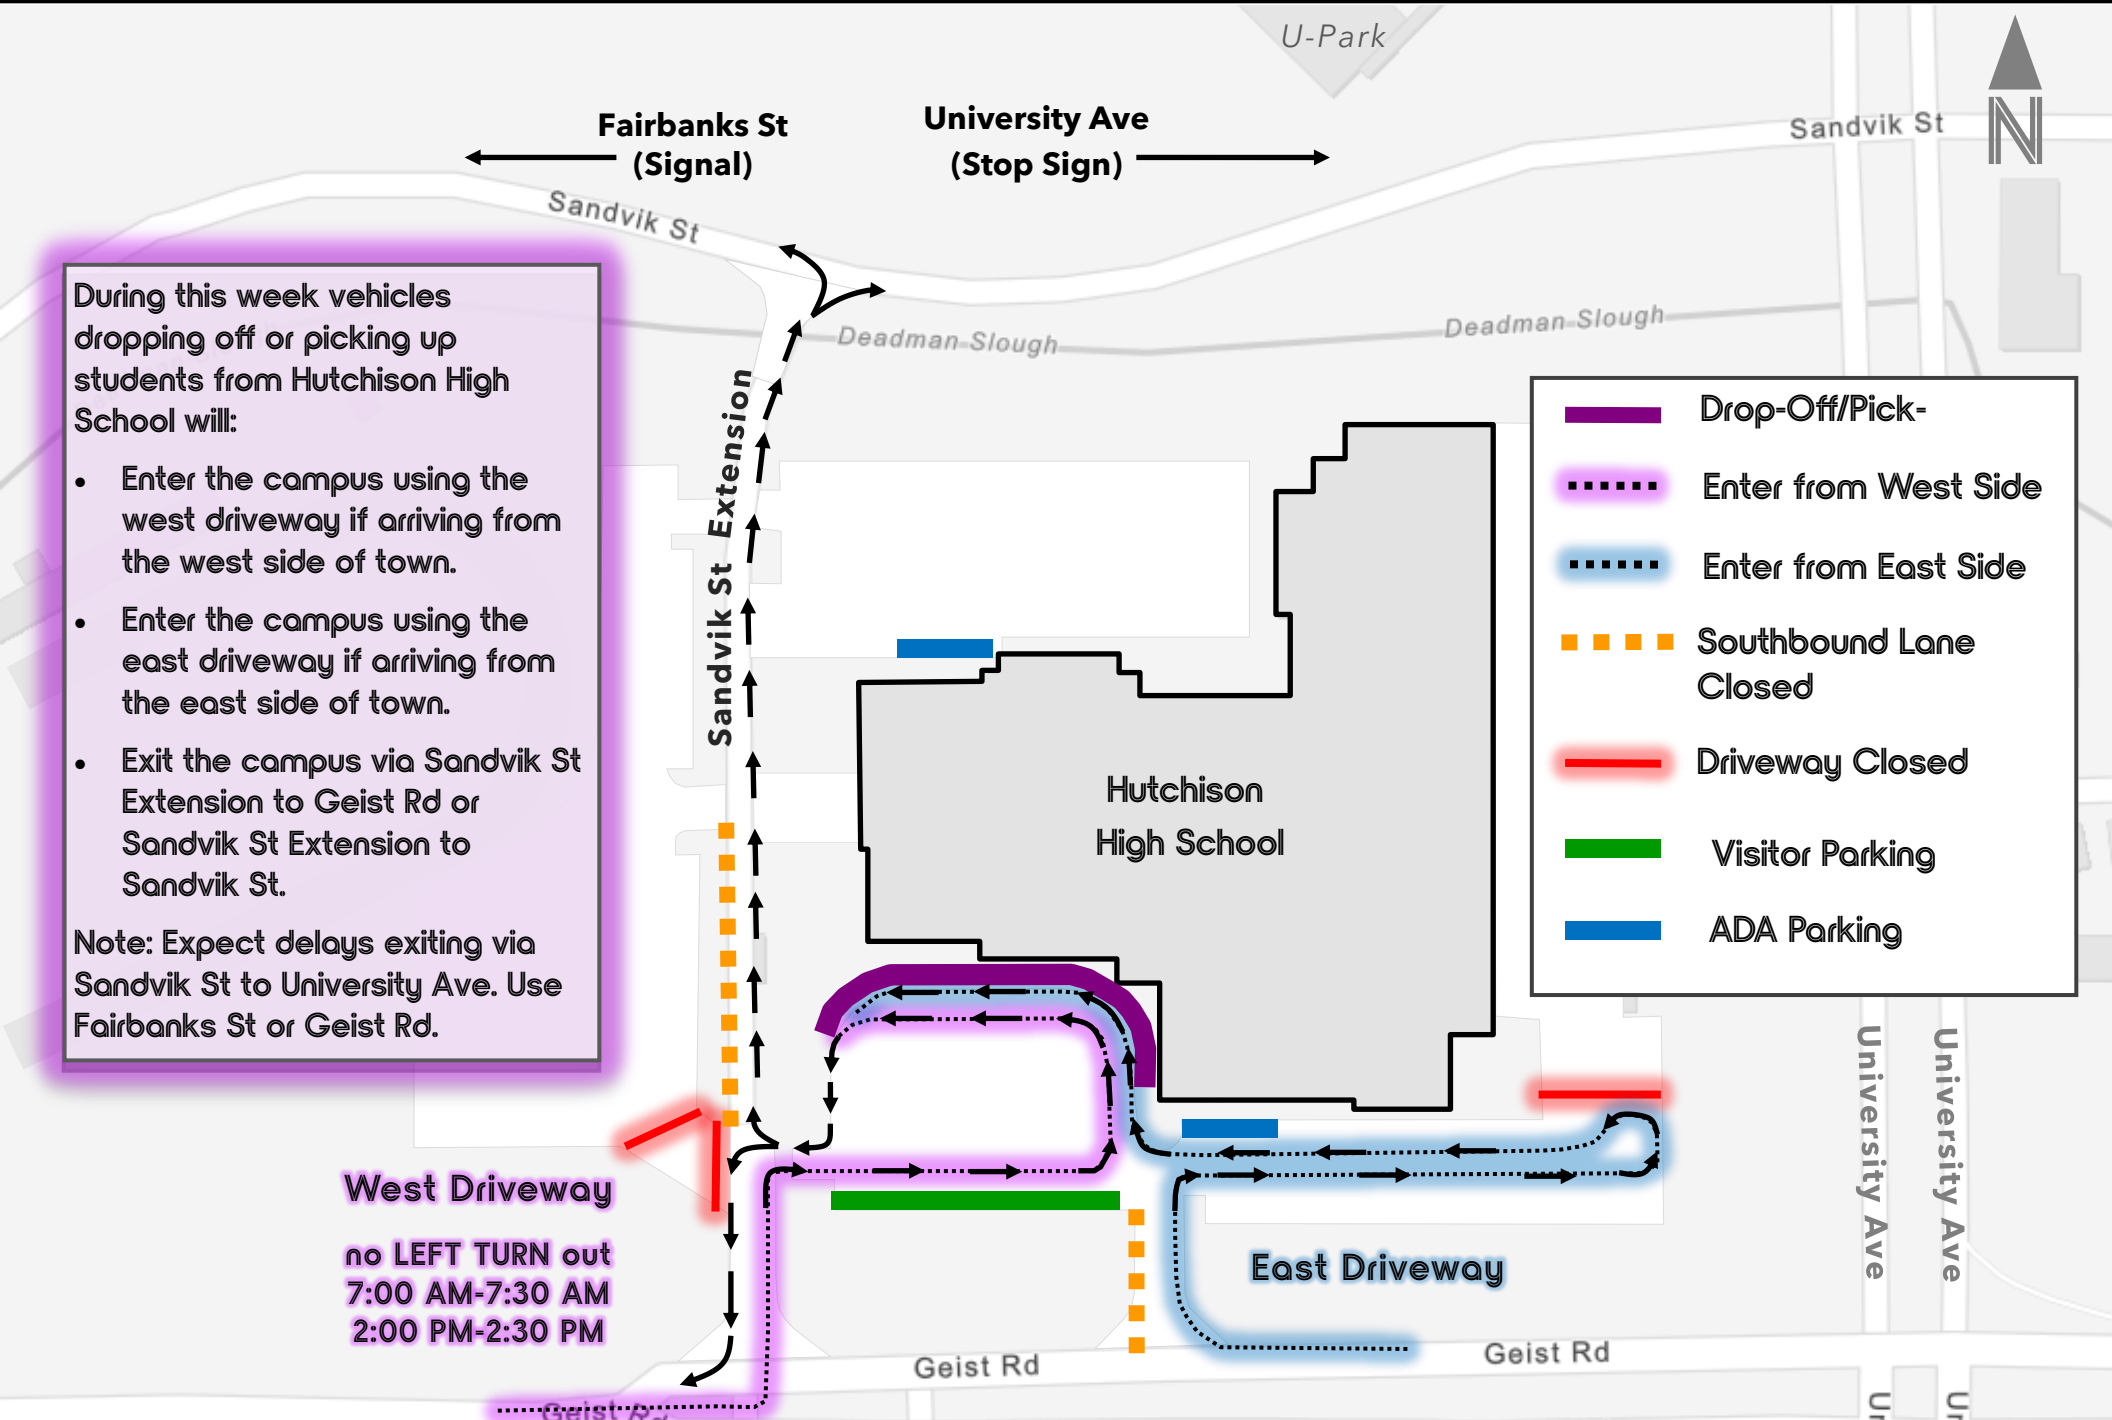 U-Park
N
Fairbanks St
(Signal)
University Ave
(Stop Sign)
Sandvik St
Sandvik St
During this week vehicles
dropping off or picking up
students from Hutchison High
School will:
• Enter the campus using the
west driveway if arriving from
the west side of town.
• Enter the campus using the
east driveway if arriving from
the east side of town.
• Exit the campus via Sandvik St
Extension to Geist Rd or
Sandvik St Extension to
Sandvik St.
Note: Expect delays exiting via
Sandvik St to University Ave. Use
Fairbanks St or Geist Rd.
Deadman Slough
Deadman Slough
Sandvik St Extension
Drop-Off/Pick-
Enter from West Side
Enter from East Side
Southbound Lane
Closed
Driveway Closed
Visitor Parking
ADA Parking
Hutchison
High School
University Ave
University Ave
West Driveway
no LEFT TURN out
7:00 AM-7:30 AM
2:00 PM-2:30 PM
East Driveway
Geist Rd
Geist Rd
Geist Rd